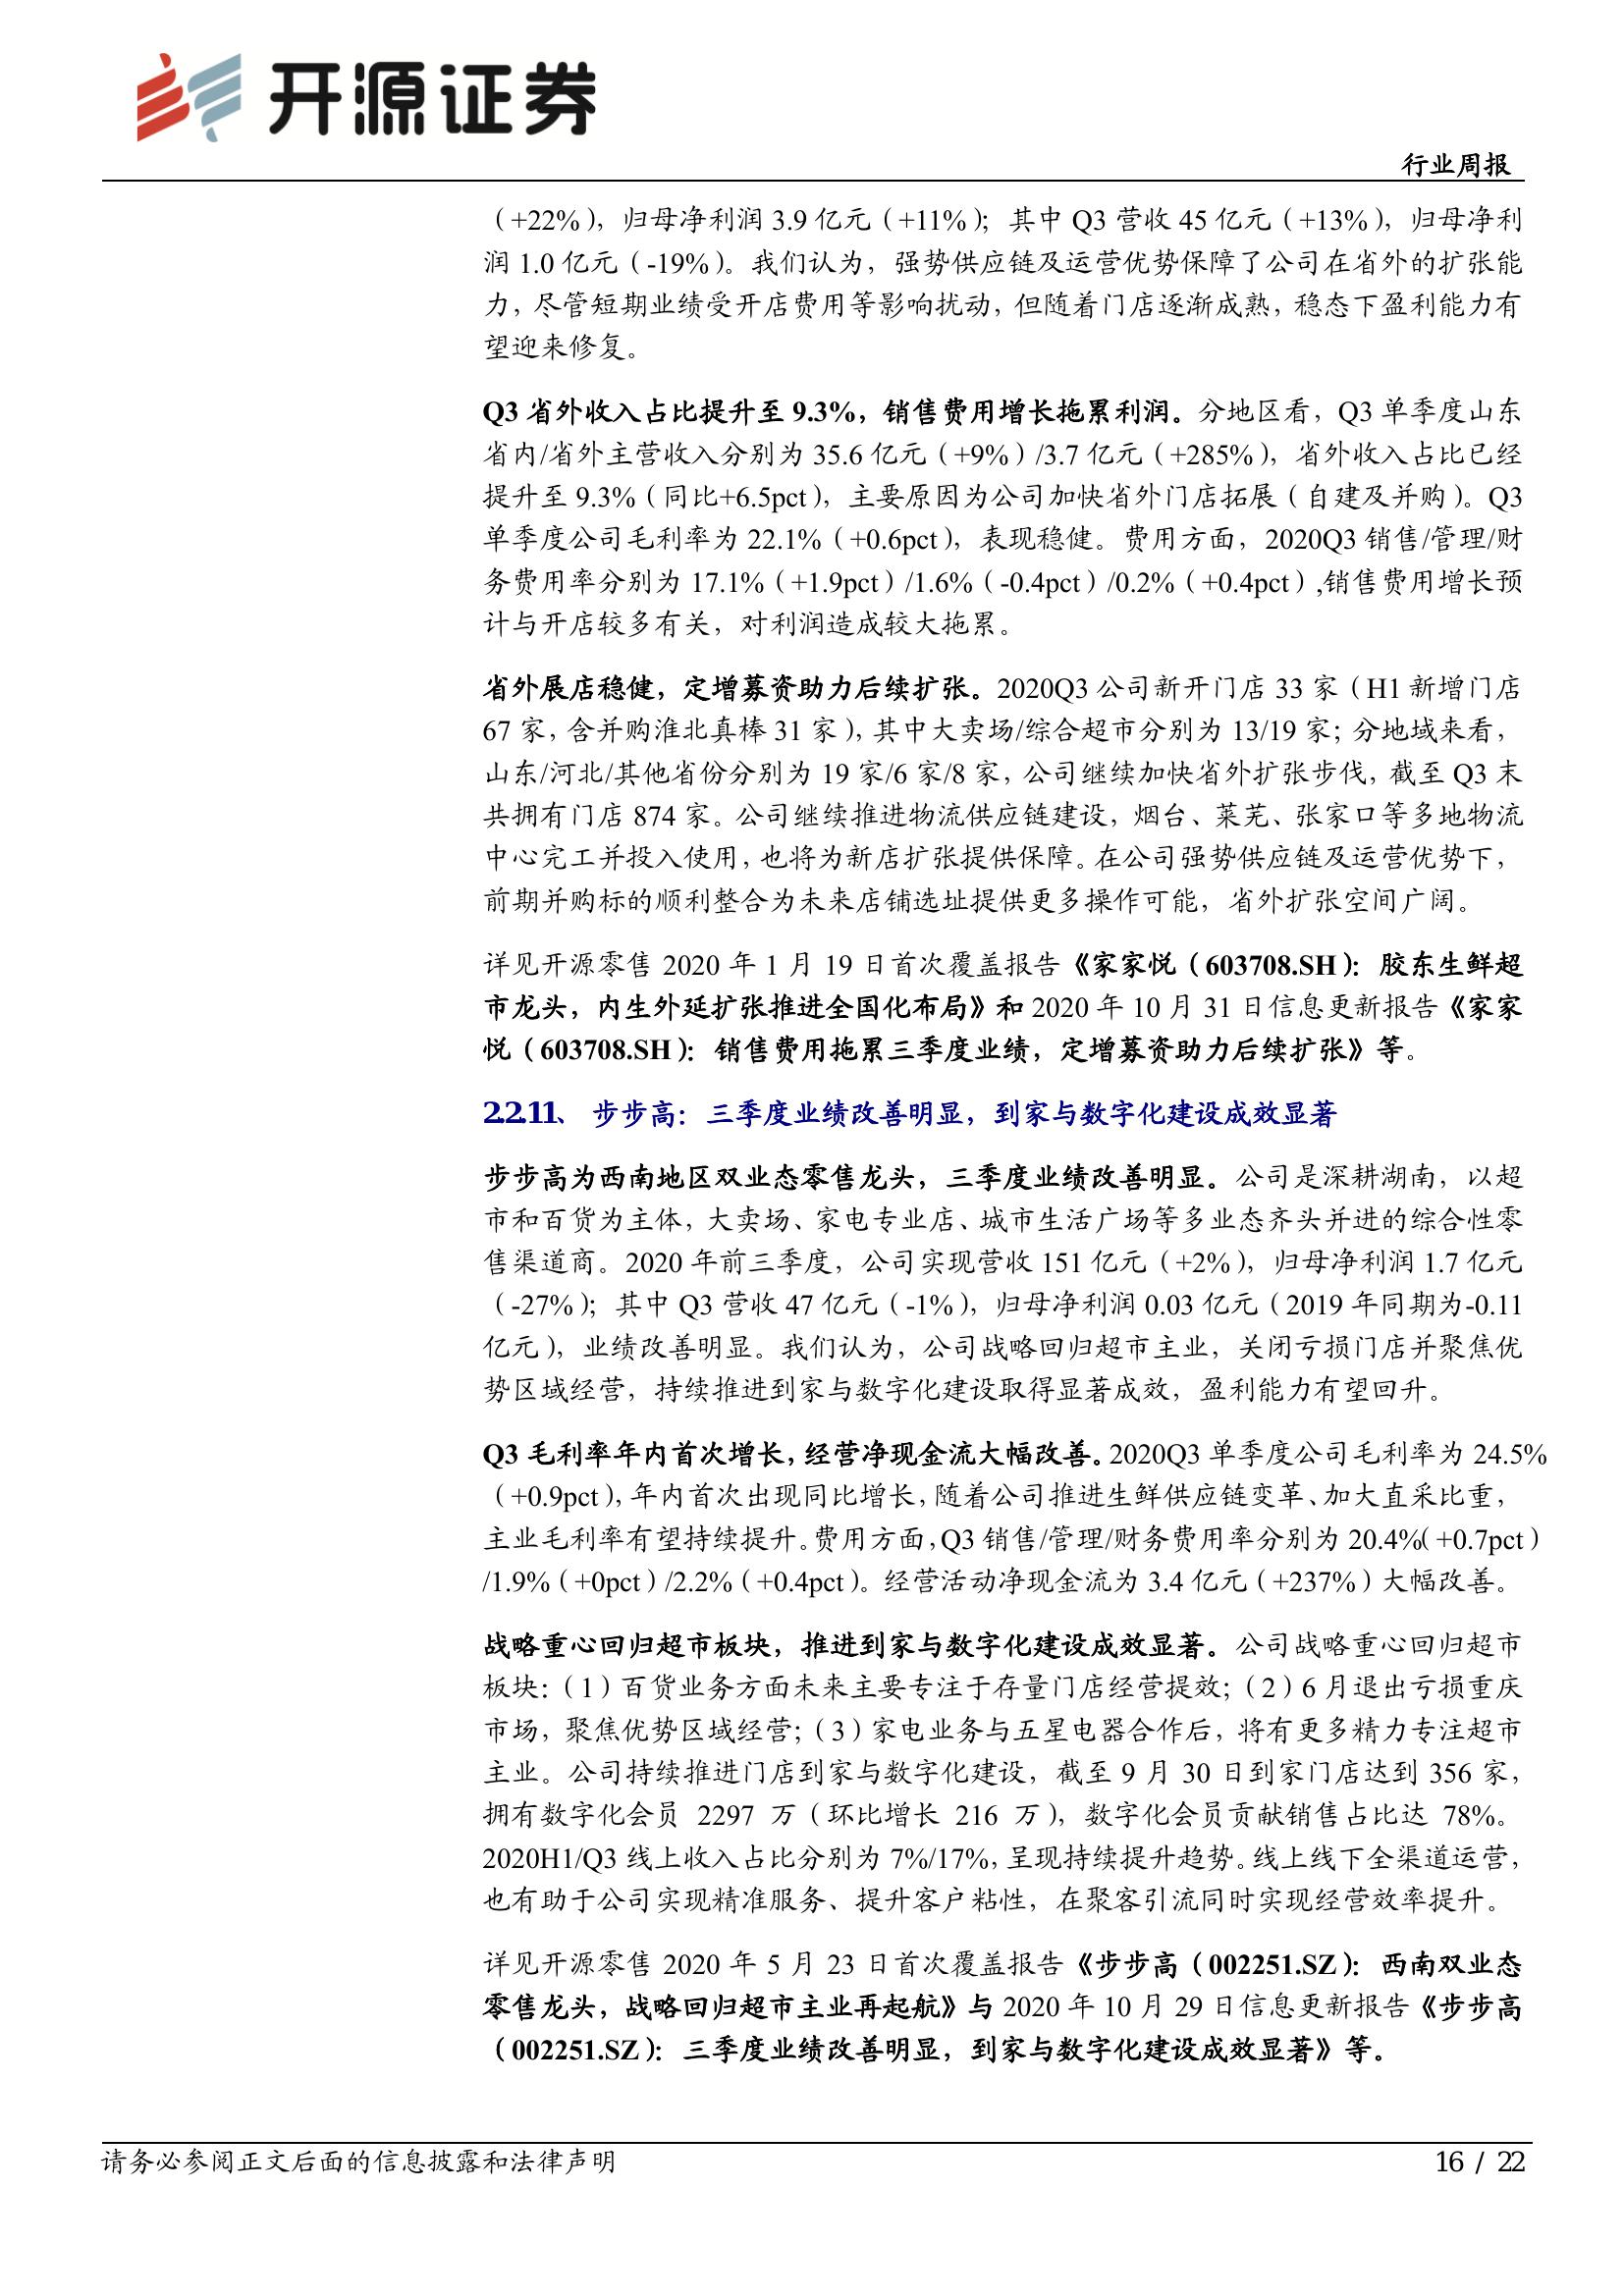 开源证券
行业周报
（+22%），归母净利润 3.9 亿元（+11%）；其中 Q3 营收 45 亿元（+13%），归母净利
润 1.0 亿元（-19%）。我们认为，强势供应链及运营优势保障了公司在省外的扩张能
力，尽管短期业绩受开店费用等影响扰动，但随着门店逐渐成熟，稳态下盈利能力有
望迎来修复。
Q3 省外收入占比提升至 9.3%，销售费用增长拖累利润。分地区看，Q3 单季度山东
省内/省外主营收入分别为 35.6 亿元（+9%）/3.7 亿元（+285%），省外收入占比已经
提升至 9.3%（同比+6.5pct），主要原因为公司加快省外门店拓展（自建及并购）。Q3
单季度公司毛利率为 22.1%（+0.6pct），表现稳健。费用方面，2020Q3 销售/管理/财
务费用率分别为 17.1%（+1.9pct）/1.6%（-0.4pct）/0.2%（+0.4pct）,销售费用增长预
计与开店较多有关，对利润造成较大拖累。
省外展店稳健，定增募资助力后续扩张。2020Q3 公司新开门店 33 家（H1 新增门店
67 家，含并购淮北真棒 31 家），其中大卖场/综合超市分别为 13/19 家；分地域来看，
山东/河北/其他省份分别为 19 家/6 家/8 家，公司继续加快省外扩张步伐，截至 Q3 末
共拥有门店 874 家。公司继续推进物流供应链建设，烟台、莱芜、张家口等多地物流
中心完工并投入使用，也将为新店扩张提供保障。在公司强势供应链及运营优势下，
前期并购标的顺利整合为未来店铺选址提供更多操作可能，省外扩张空间广阔。
详见开源零售 2020 年 1 月 19 日首次覆盖报告《家家悦（603708.SH）：胶东生鲜超
市龙头，内生外延扩张推进全国化布局》和 2020 年 10 月 31 日信息更新报告《家家
悦（603708.SH）：销售费用拖累三季度业绩，定增募资助力后续扩张》等。
2.2.11、 步步高：三季度业绩改善明显，到家与数字化建设成效显著
步步高为西南地区双业态零售龙头，三季度业绩改善明显。公司是深耕湖南，以超
市和百货为主体，大卖场、家电专业店、城市生活广场等多业态齐头并进的综合性零
售渠道商。2020 年前三季度，公司实现营收 151 亿元（+2%），归母净利润 1.7 亿元
（-27%）；其中 Q3 营收 47 亿元（-1%），归母净利润 0.03 亿元（2019 年同期为-0.11
亿元），业绩改善明显。我们认为，公司战略回归超市主业，关闭亏损门店并聚焦优
势区域经营，持续推进到家与数字化建设取得显著成效，盈利能力有望回升。
Q3 毛利率年内首次增长，经营净现金流大幅改善。2020Q3 单季度公司毛利率为 24.5%
（+0.9pct），年内首次出现同比增长，随着公司推进生鲜供应链变革、加大直采比重，
主业毛利率有望持续提升。费用方面，Q3 销售/管理/财务费用率分别为 20.4%（+0.7pct）
/1.9%（+0pct）/2.2%（+0.4pct）。经营活动净现金流为 3.4 亿元（+237%）大幅改善。
战略重心回归超市板块，推进到家与数字化建设成效显著。公司战略重心回归超市
板块：（1）百货业务方面未来主要专注于存量门店经营提效；（2）6 月退出亏损重庆
市场，聚焦优势区域经营；（3）家电业务与五星电器合作后，将有更多精力专注超市
主业。公司持续推进门店到家与数字化建设，截至 9 月 30 日到家门店达到 356 家，
拥有数字化会员 2297 万（环比增长 216 万），数字化会员贡献销售占比达 78%。
2020H1/Q3 线上收入占比分别为 7%/17%，呈现持续提升趋势。线上线下全渠道运营，
也有助于公司实现精准服务、提升客户粘性，在聚客引流同时实现经营效率提升。
详见开源零售 2020 年 5 月 23 日首次覆盖报告《步步高（002251.SZ）：西南双业态
零售龙头，战略回归超市主业再起航》与 2020 年 10 月 29 日信息更新报告《步步高
（002251.SZ）：三季度业绩改善明显，到家与数字化建设成效显著》等。
请务必参阅正文后面的信息披露和法律声明
16 / 22